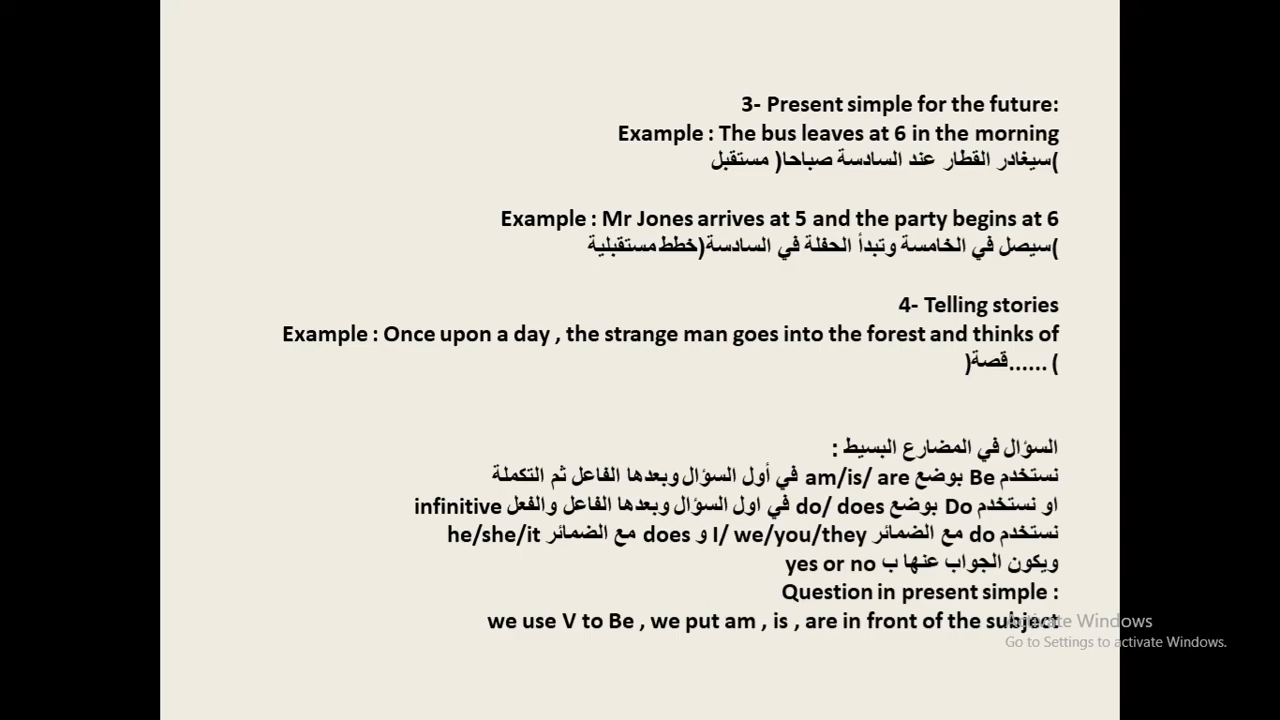 3- Present simple for the future:
Example : The bus leaves at 6 in the morning
)سيغادر القطار عند السادسة صباحا( مستقبل
Example : Mr Jones arrives at 5 and the party begins at 6
)سيصل في الخامسة وتبدأ الحفلة في السادسة(خطط مستقبلية
4- Telling stories
Example : Once upon a day , the strange man goes into the forest and thinks of
) ......قصة(
السؤال في المضارع البسيط :
نستخدم Be بوضع am/is/ are في أول السؤال وبعدها الفاعل ثم التكملة
او نستخدم Do بوضع do/ does في اول السؤال وبعدها الفاعل والفعل infinitive
نستخدم do مع الضمائر I/ we/you/they و does مع الضمائر he/she/it
ويكون الجواب عنها ب yes or no
Question in present simple :
we use V to Be , we put am , is , are in front of the subject
Activate Windows
Go to Settings to activate Windows.